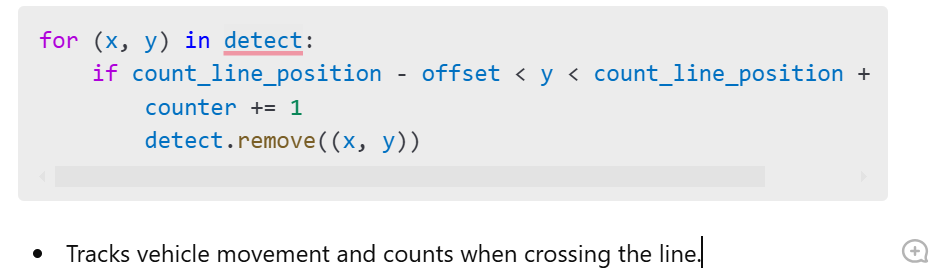 for (x, y) in detect:
    if count_line_position - offset < y < count_line_position +
        counter += 1
        detect.remove((x, y))
• Tracks vehicle movement and counts when crossing the line.